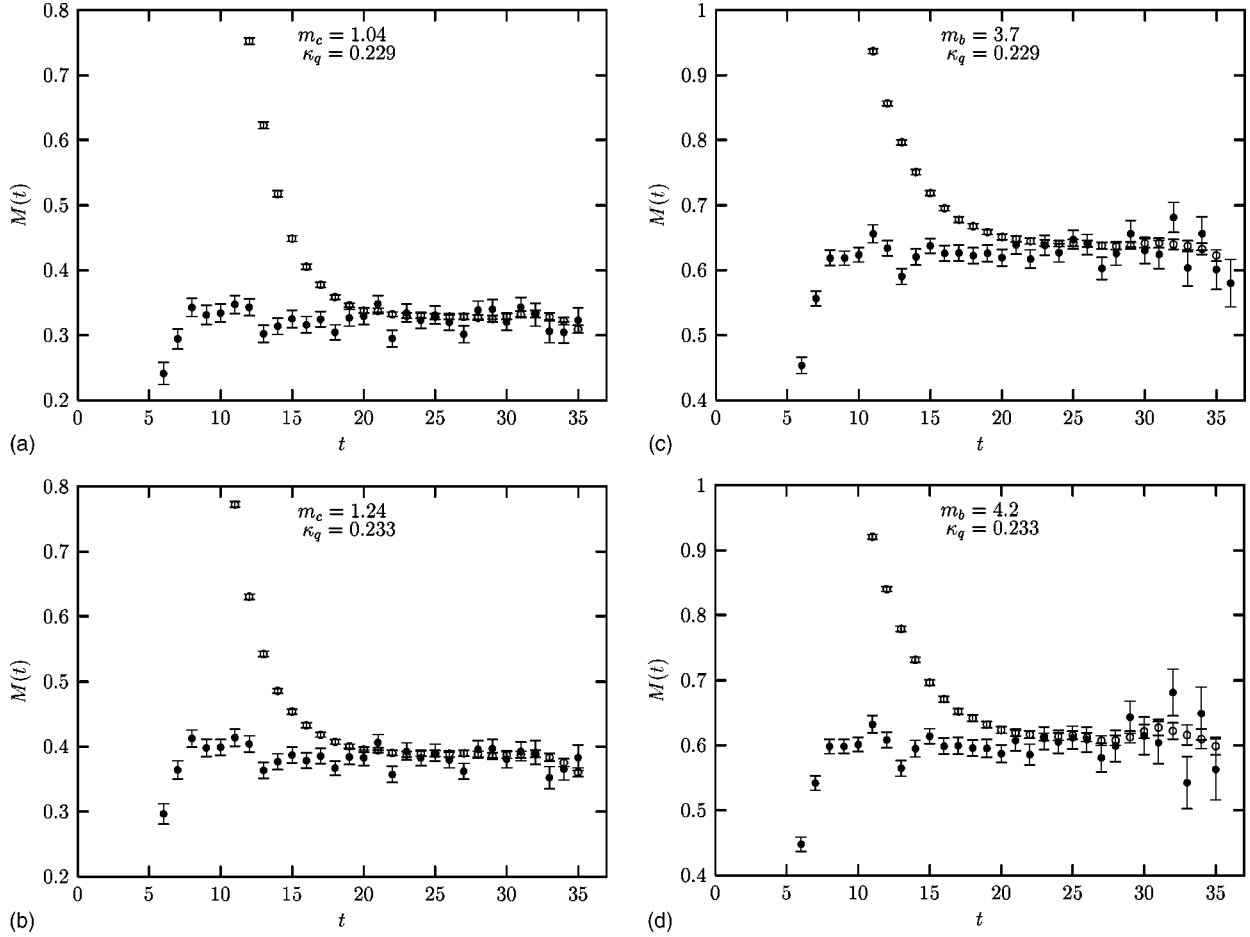 0.8
0.7
0.6
0.5
0.4
0.3
0.2
M(t)
m_c = 1.04
κ_q = 0.229
0 5 10 15 20 25 30 35
t
(a)
1
0.9
0.8
0.7
0.6
0.5
0.4
M(t)
m_b = 3.7
κ_q = 0.229
0 5 10 15 20 25 30 35
t
(c)
0.8
0.7
0.6
0.5
0.4
0.3
0.2
M(t)
m_c = 1.24
κ_q = 0.233
0 5 10 15 20 25 30 35
t
(b)
1
0.9
0.8
0.7
0.6
0.5
0.4
M(t)
m_b = 4.2
κ_q = 0.233
0 5 10 15 20 25 30 35
t
(d)